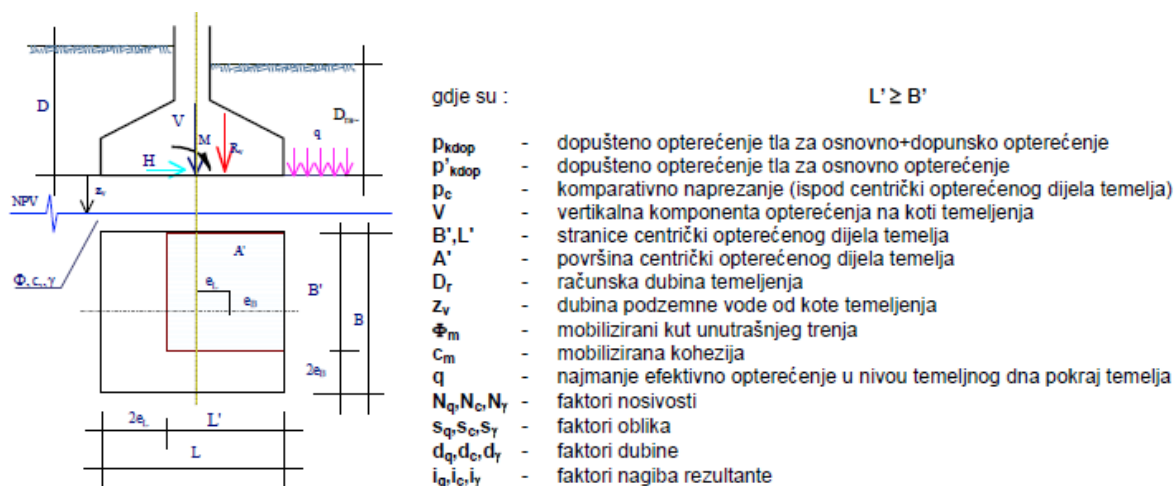 D
V
M
R_v
q
H
z_v
NPV
Φ, c, γ
A'
e_L
e_B
B'
B
2e_B
2e_L
L'
L
gdje su : L' ≥ B'
p_kdop - dopušteno opterećenje tla za osnovno+dopunsko opterećenje
p'_kdop - dopušteno opterećenje tla za osnovno opterećenje
p_c - komparativno naprezanje (ispod centrički opterećenog dijela temelja)
V - vertikalna komponenta opterećenja na koti temeljenja
B',L' - stranice centrički opterećenog dijela temelja
A' - površina centrički opterećenog dijela temelja
D_r - računska dubina temeljenja
z_v - dubina podzemne vode od kote temeljenja
Φ_m - mobilizirani kut unutrašnjeg trenja
c_m - mobilizirana kohezija
q - najmanje efektivno opterećenje u nivou temeljnog dna pokraj temelja
N_q,N_c,N_γ - faktori nosivosti
s_q,s_c,s_γ - faktori oblika
d_q,d_c,d_γ - faktori dubine
i_q,i_c,i_γ - faktori nagiba rezultante